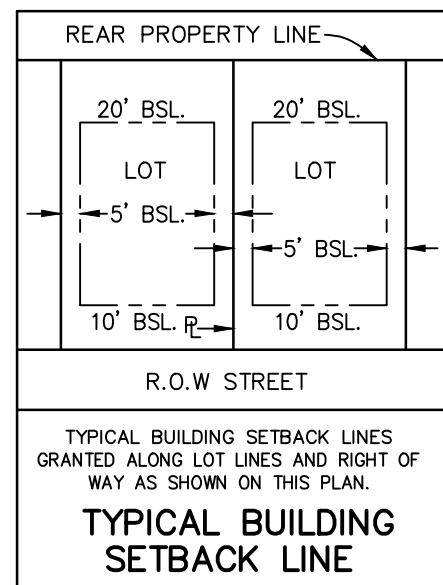 REAR PROPERTY LINE
20' BSL. 20' BSL.
LOT LOT
5' BSL.
5' BSL.
10' BSL. PL 10' BSL.
R.O.W STREET
TYPICAL BUILDING SETBACK LINES
GRANTED ALONG LOT LINES AND RIGHT OF
WAY AS SHOWN ON THIS PLAN.
TYPICAL BUILDING
SETBACK LINE